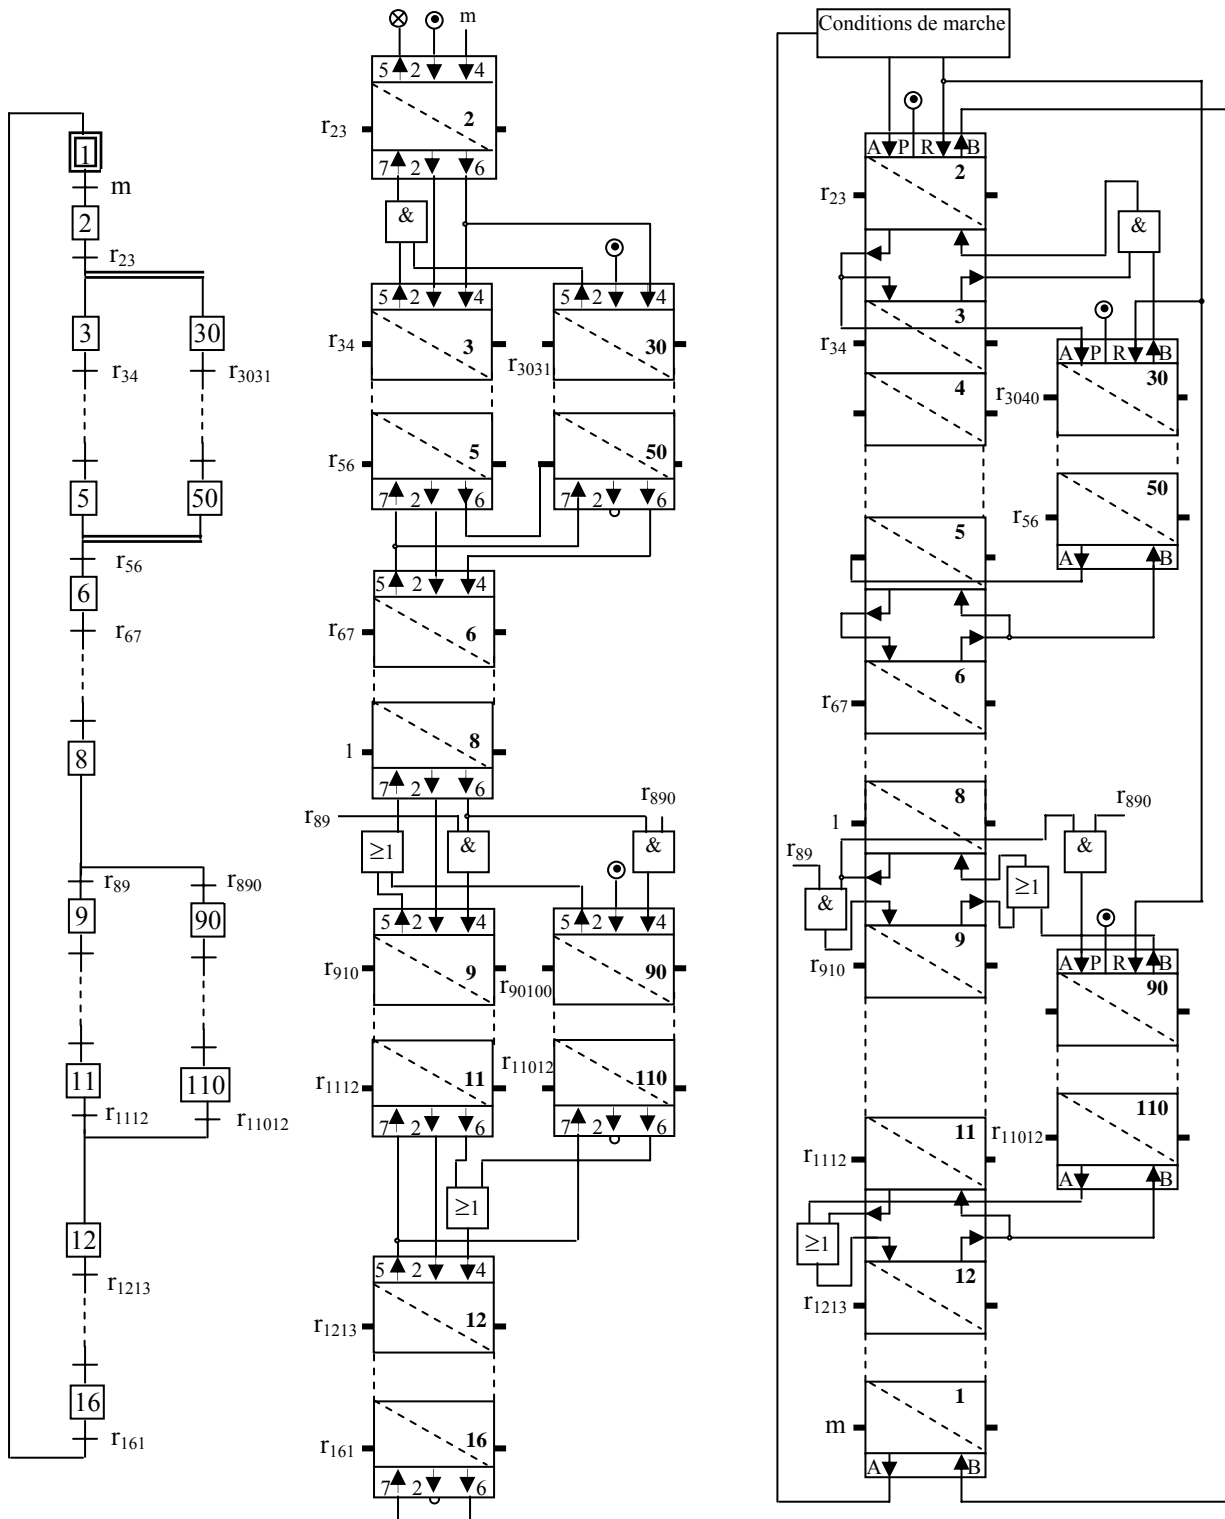 1
m
2
r23
3
30
r34
r3031
5
50
r56
6
r67
8
r89
r890
9
90
11
110
r1112
r11012
12
r1213
16
r161
m
5 2 4
2
r23
7 2 6
&
5 2 4
5 2 4
r34
3
r3031
30
r56
5
50
7 2 6
7 2 6
5 2 4
r67
6
1
8
7 2 6
r89
r890
≥1
&
&
5 2 4
5 2 4
r910
9
r90100
90
r1112
11
r11012
110
7 2 6
7 2 6
≥1
5 2 4
r1213
12
r161
16
7 2 6
Conditions de marche
A P R B
2
r23
&
3
r34
A P R B
30
r3040
4
50
r56
5
A B
6
r67
8
1
r890
&
r89
&
≥1
9
r910
A P R B
90
11
r1112
110
r11012
A B
≥1
12
r1213
1
m
A B